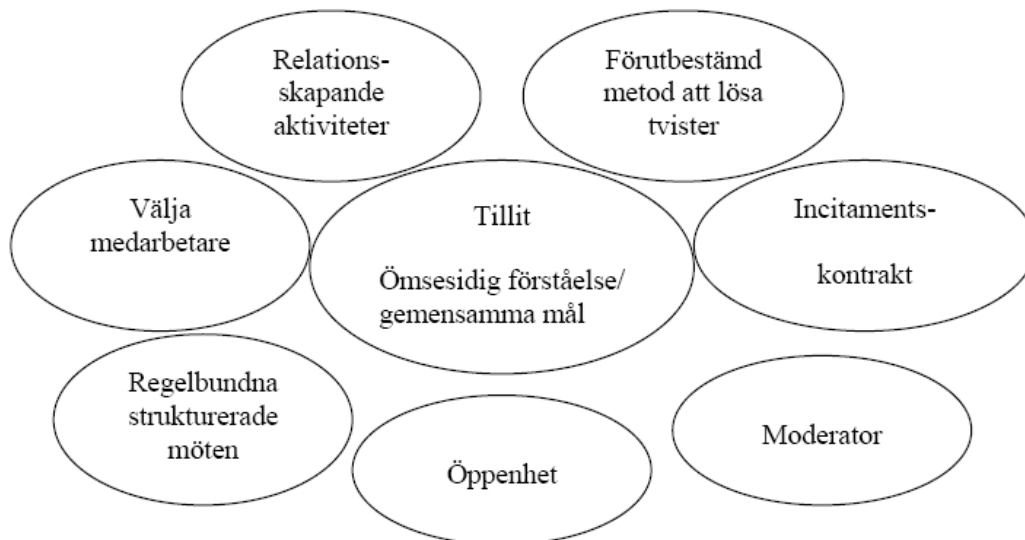 Relations-
skapande
aktiviteter
Förutbestämd
metod att lösa
tvister
Välja
medarbetare
Tillit
Ömsesidig förståelse/
gemensamma mål
Incitaments-
kontrakt
Regelbundna
strukturerade
möten
Öppenhet
Moderator